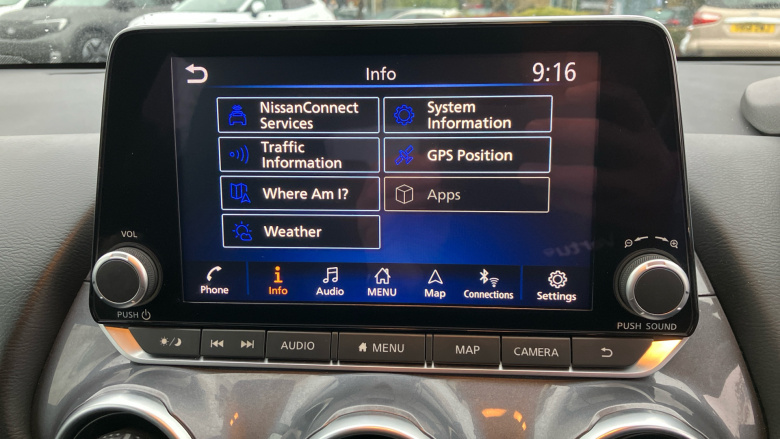 Info
9:16
NissanConnect
Services
System
Information
Traffic
Information
GPS Position
Where Am I?
Apps
Weather
VOL
PUSH
Phone
Info
Audio
MENU
Map
Connections
Settings
PUSH SOUND
AUDIO
MENU
MAP
CAMERA